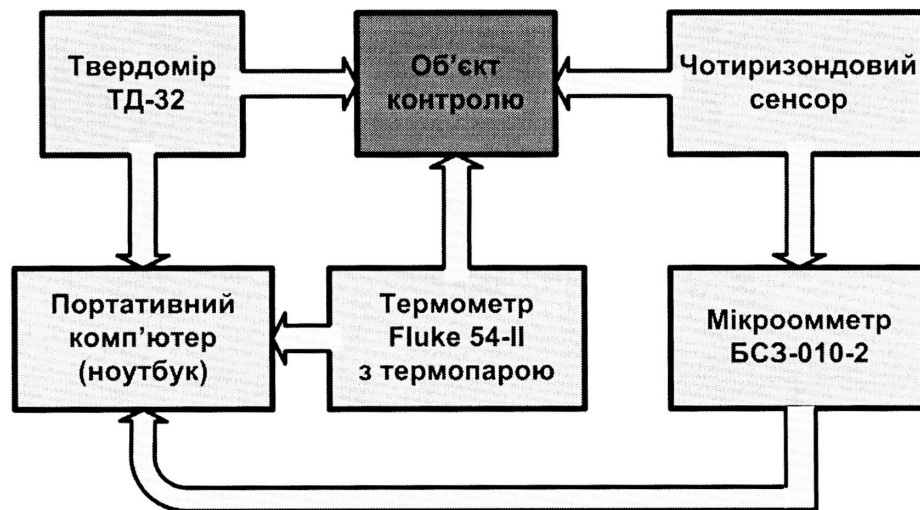 Твердомір
ТД-32
Об’єкт
контролю
Чотиризондовий
сенсор
Портативний
комп’ютер
(ноутбук)
Термометр
Fluke 54-II
з термопарою
Мікроомметр
БСЗ-010-2